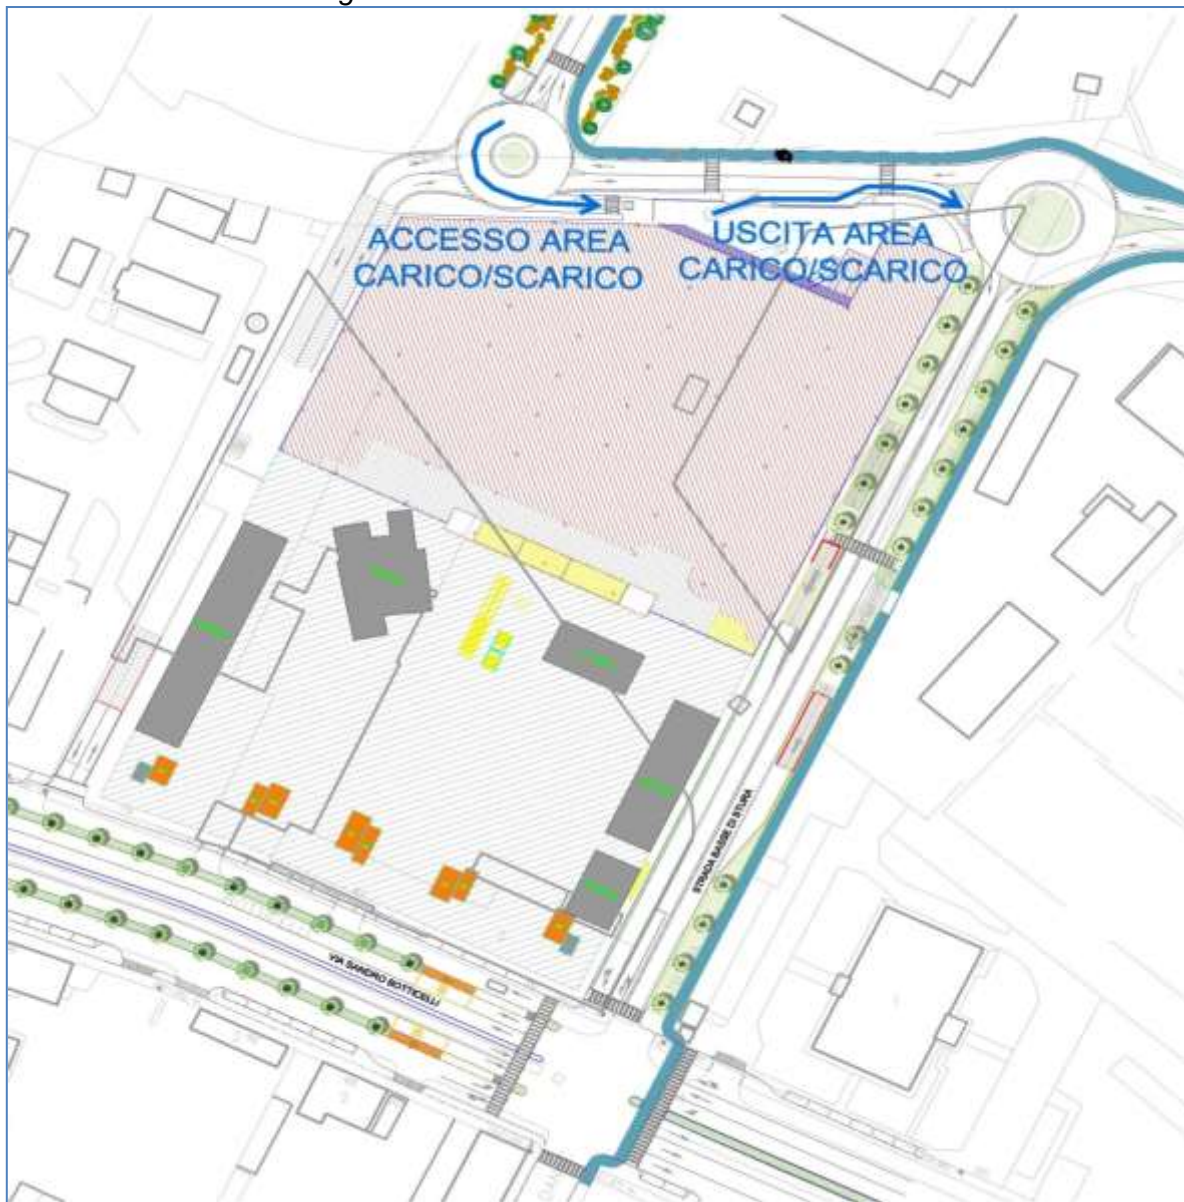 ACCESSO AREA
CARICO/SCARICO
USCITA AREA
CARICO/SCARICO
STRADA BASSE DI STURA
VIA SANDRO BOTTICELLI